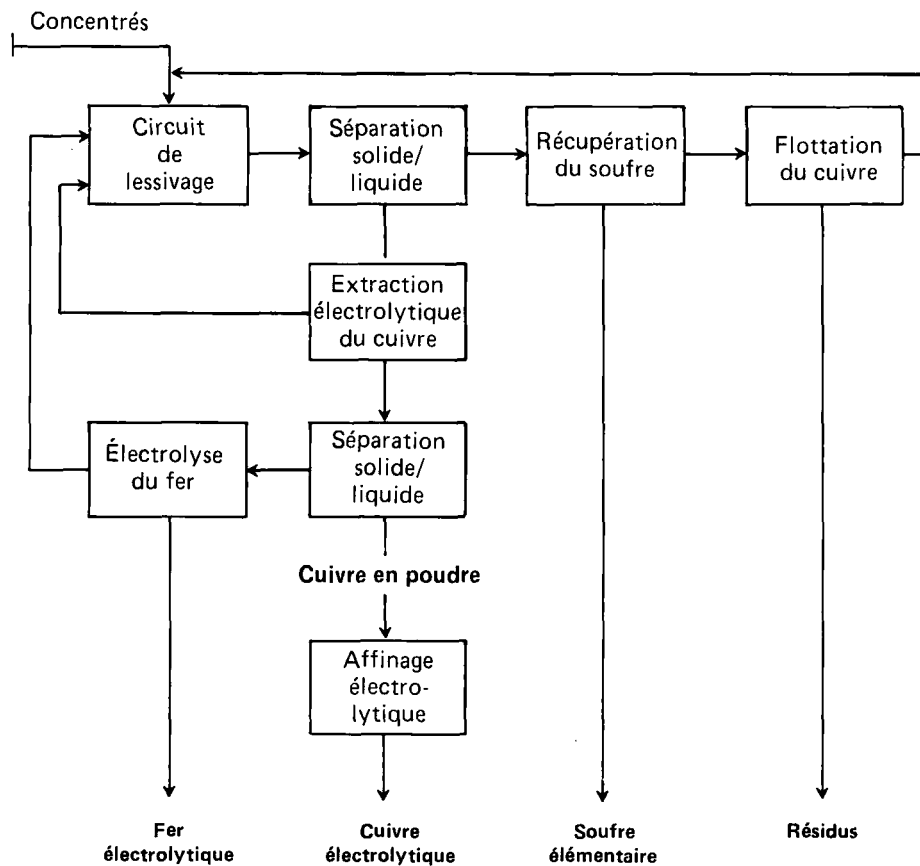 Concentrés
Circuit
de
lessivage
Séparation
solide/
liquide
Récupération
du soufre
Flottation
du cuivre
Extraction
électrolytique
du cuivre
Électrolyse
du fer
Séparation
solide/
liquide
Cuivre en poudre
Affinage
électro-
lytique
Fer
électrolytique
Cuivre
électrolytique
Soufre
élémentaire
Résidus